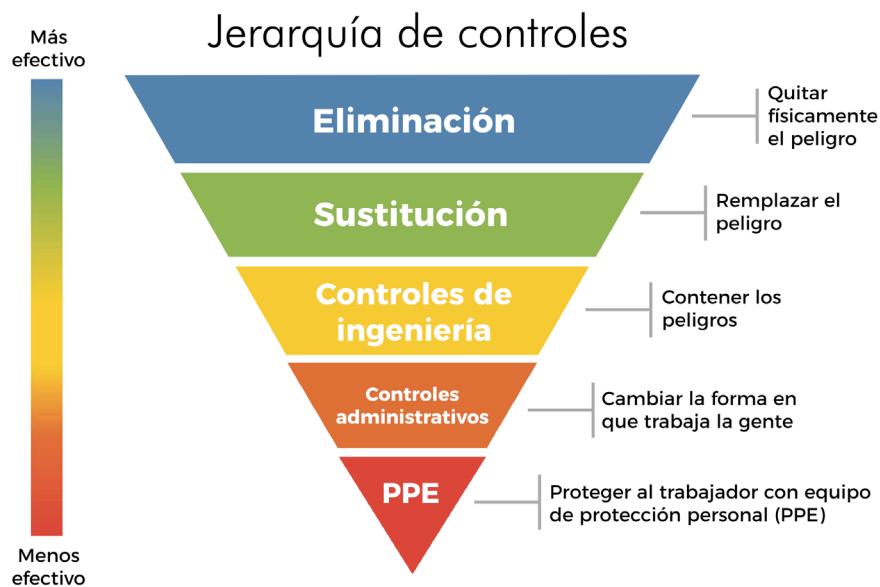 Jerarquía de controles
Más
efectivo
Eliminación
Quitar
físicamente
el peligro
Sustitución
Remplazar el
peligro
Controles de
ingeniería
Contener los
peligros
Controles
administrativos
Cambiar la forma en
que trabaja la gente
PPE
Proteger al trabajador con equipo
de protección personal (PPE)
Menos
efectivo